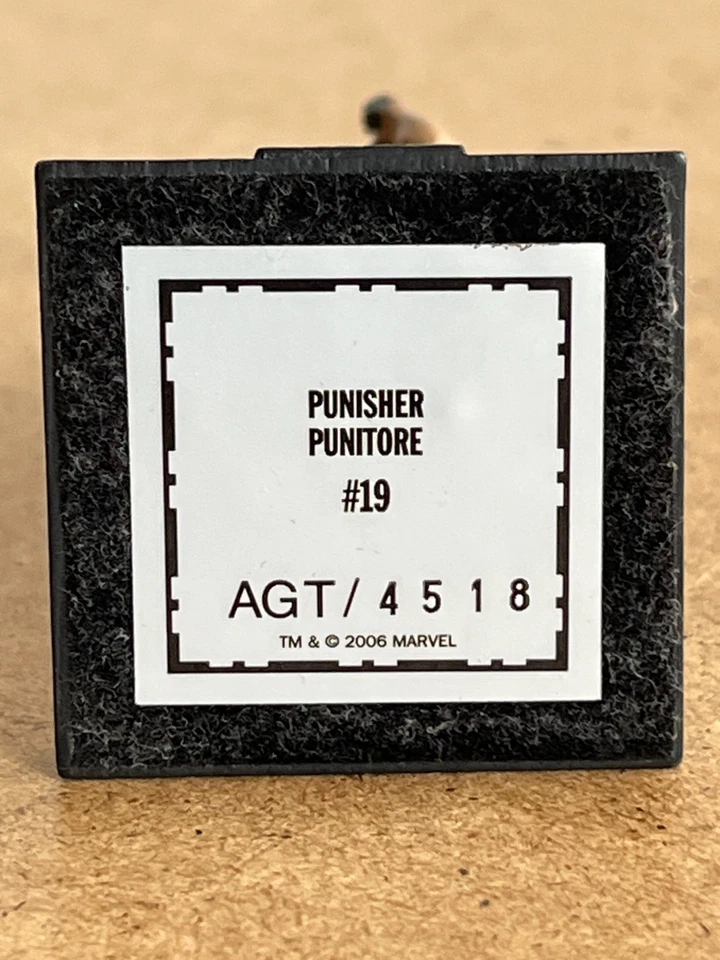 PUNISHER
PUNITORE
#19
AGT/ 4 5 1 8
TM & © 2006 MARVEL